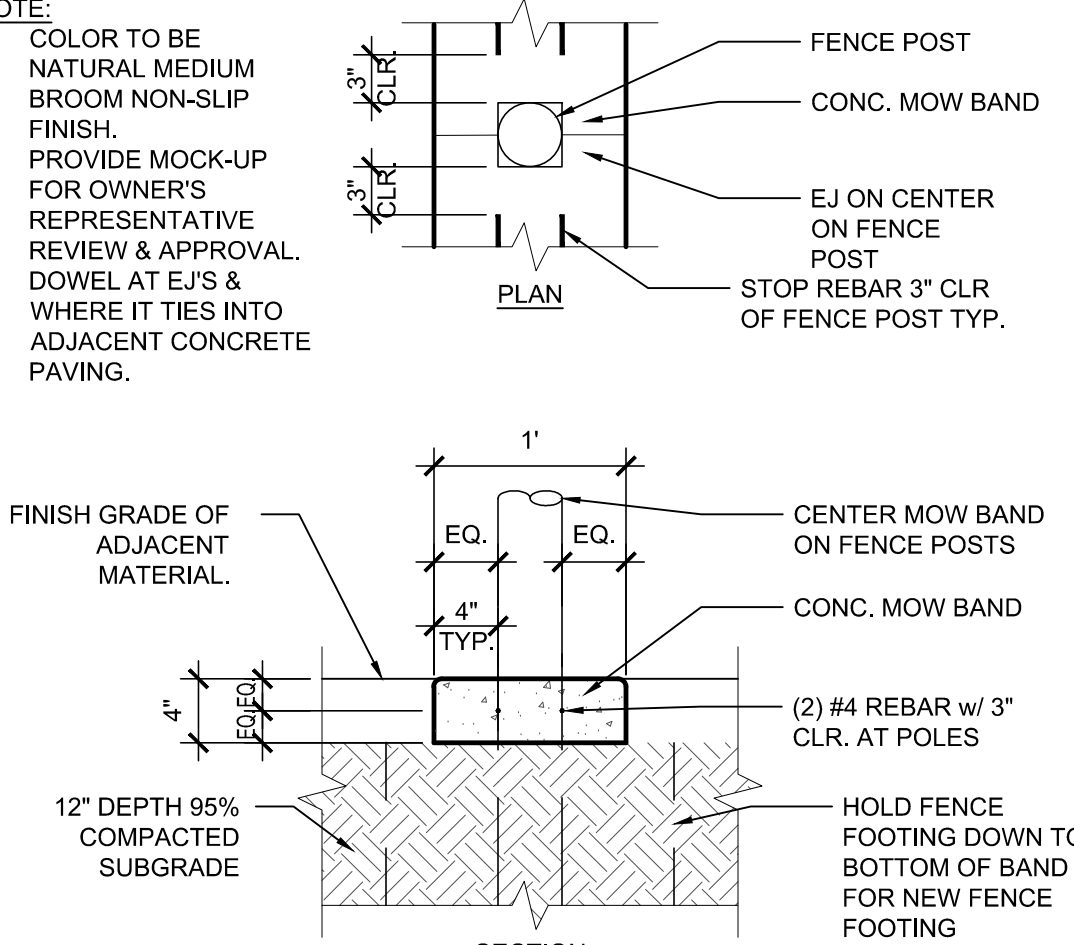 OTE:
COLOR TO BE
NATURAL MEDIUM
BROOM NON-SLIP
FINISH.
PROVIDE MOCK-UP
FOR OWNER'S
REPRESENTATIVE
REVIEW & APPROVAL.
DOWEL AT EJ'S &
WHERE IT TIES INTO
ADJACENT CONCRETE
PAVING.
3"
CLR.
3"
CLR.
FENCE POST
CONC. MOW BAND
EJ ON CENTER
ON FENCE
POST
STOP REBAR 3" CLR
OF FENCE POST TYP.
PLAN
1'
EQ.
EQ.
4"
TYP.
FINISH GRADE OF
ADJACENT
MATERIAL.
4"
EQ.
EQ.
12" DEPTH 95%
COMPACTED
SUBGRADE
CENTER MOW BAND
ON FENCE POSTS
CONC. MOW BAND
(2) #4 REBAR w/ 3"
CLR. AT POLES
HOLD FENCE
FOOTING DOWN TO
BOTTOM OF BAND
FOR NEW FENCE
FOOTING
SECTION